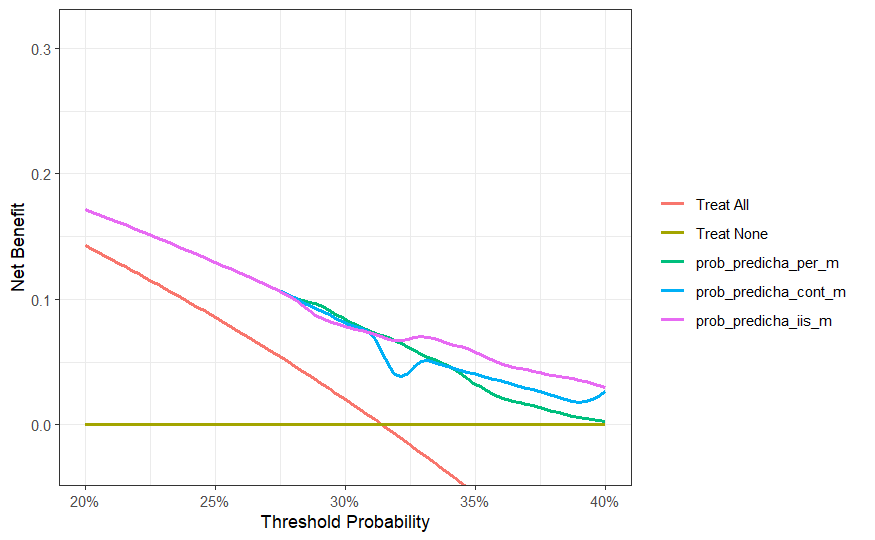 0.3
0.2
0.1
0.0
Net Benefit
20%
25%
30%
35%
40%
Threshold Probability
Treat All
Treat None
prob_predicha_per_m
prob_predicha_cont_m
prob_predicha_iis_m